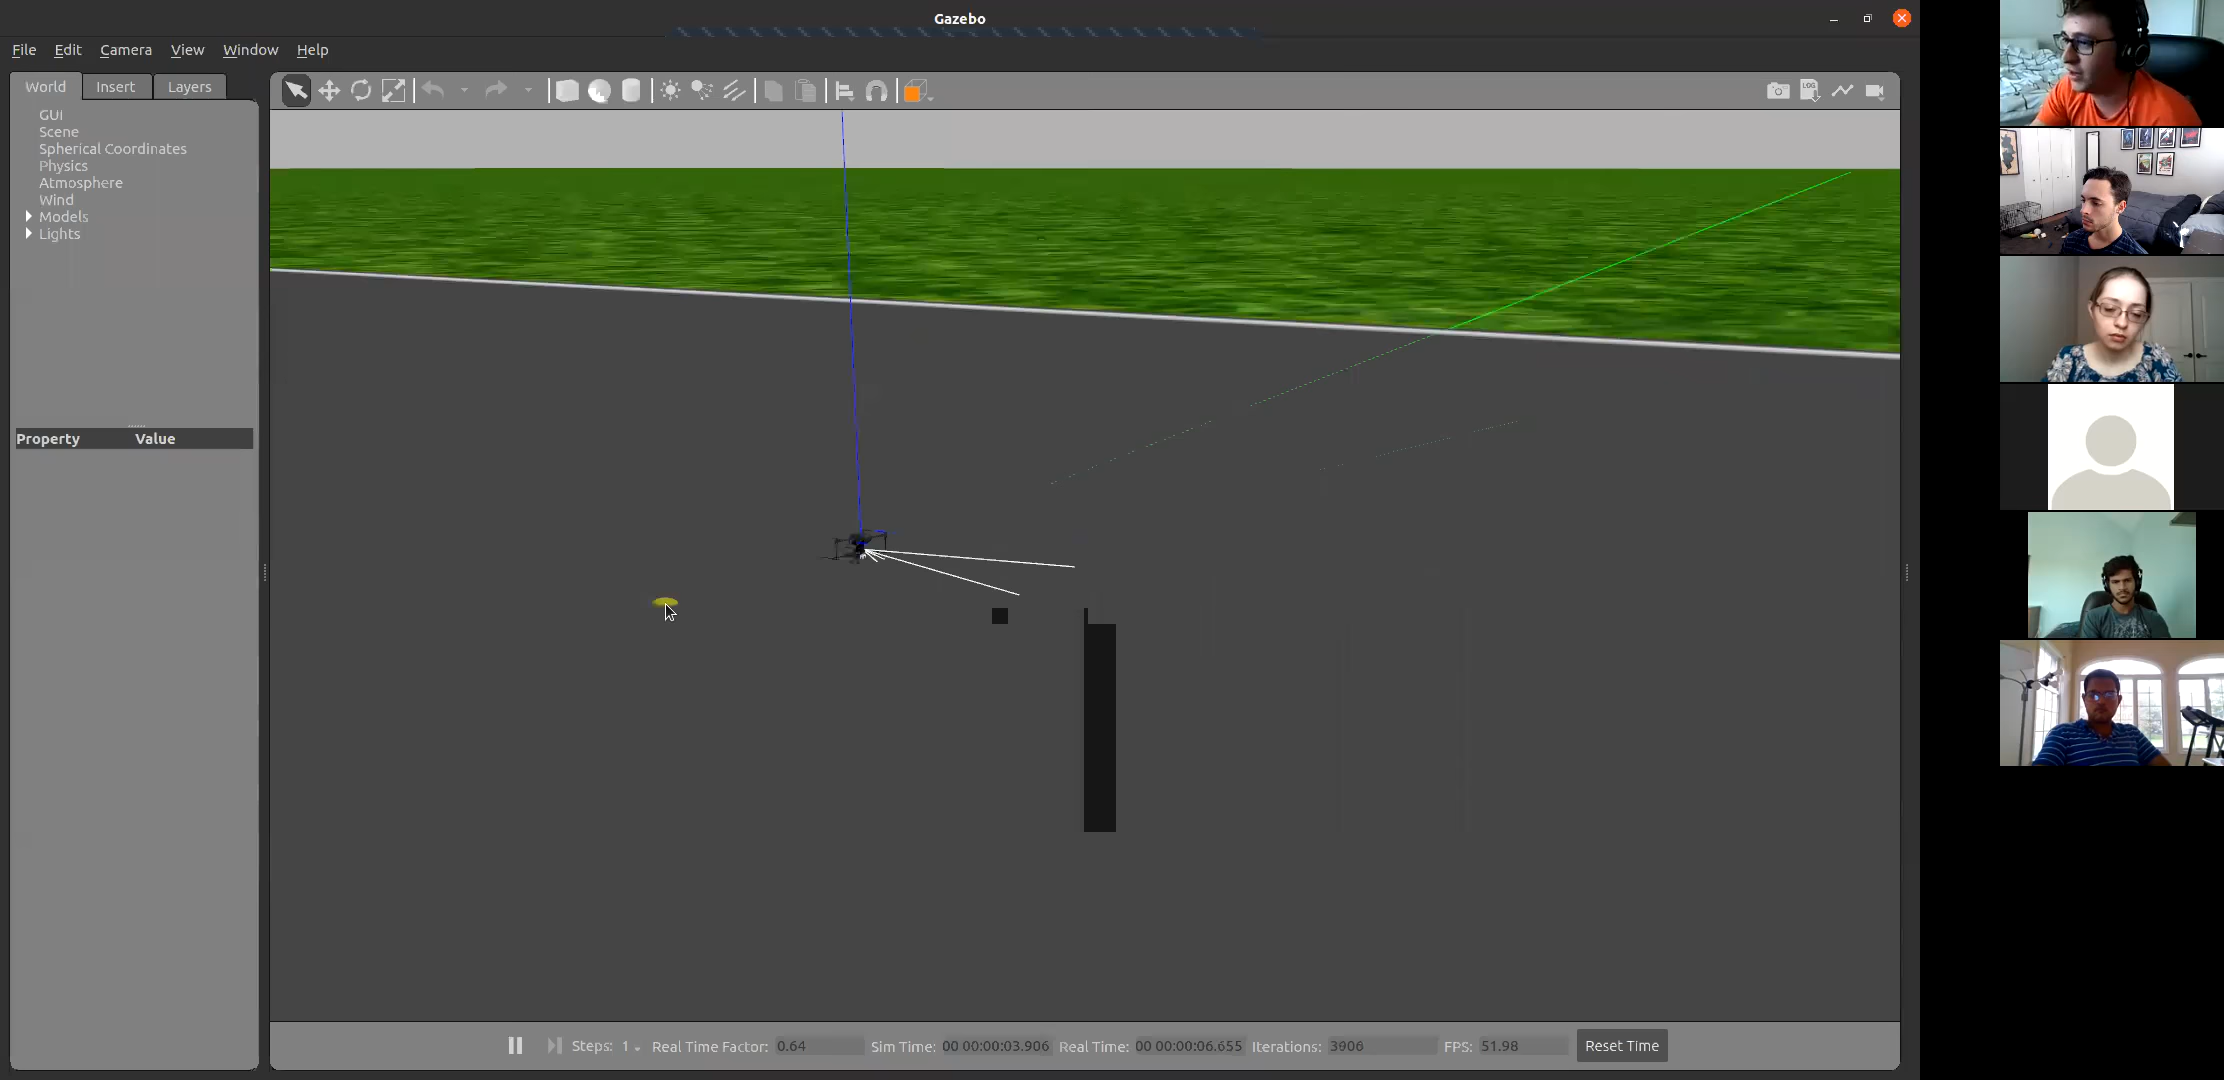 Gazebo
File Edit Camera View Window Help
World Insert Layers
LOG
GUI
Scene
Spherical Coordinates
Physics
Atmosphere
Wind
Models
Lights
Property Value
Steps: 1 Real Time Factor: 0.64 Sim Time: 00 00:00:03.906 Real Time: 00 00:00:06.655 Iterations: 3906 FPS: 51.98 Reset Time